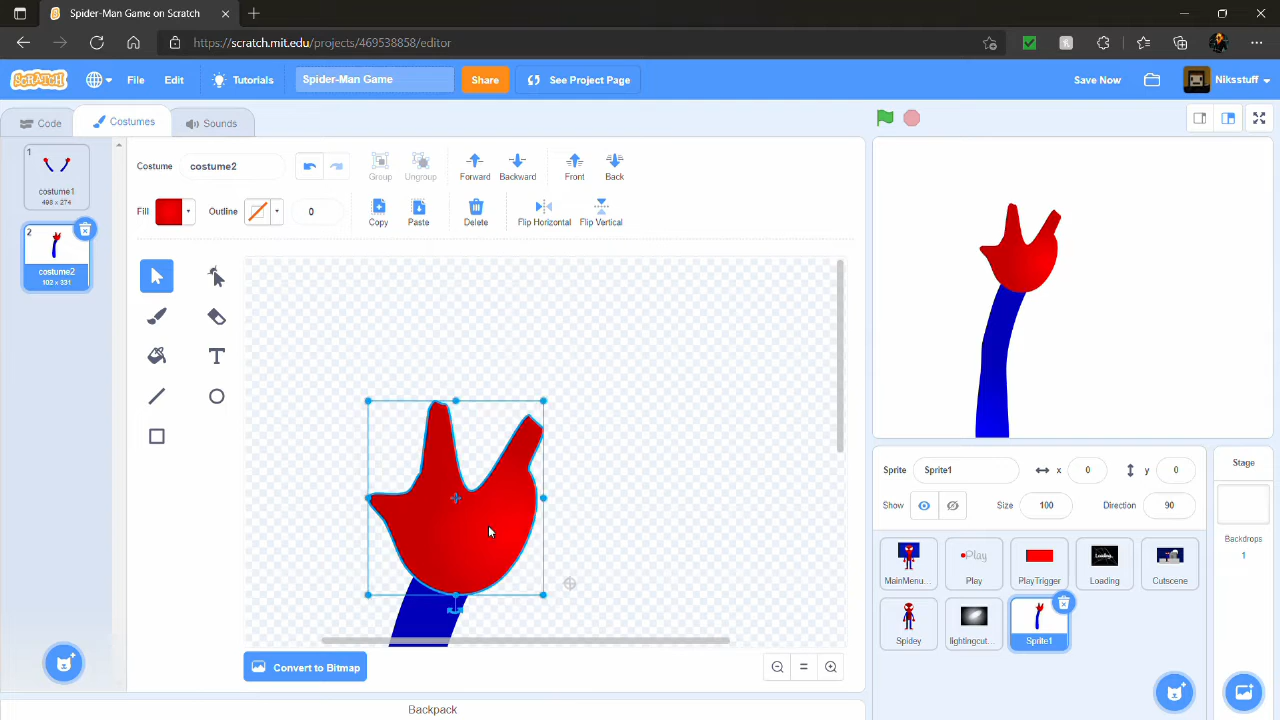 Spider-Man Game on Scratch
https://scratch.mit.edu/projects/469538858/editor
SCRATCH File Edit Tutorials Spider-Man Game Share See Project Page Save Now Niksstuff
Code Costumes Sounds
1
costume1
498 x 274
2
costume2
102 x 331
Costume costume2 Group Ungroup Forward Backward Front Back
Fill Outline 0 Copy Paste Delete Flip Horizontal Flip Vertical
T
Convert to Bitmap
Backpack
Sprite Sprite1 x 0 y 0
Show Size 100 Direction 90
Stage
Backdrops
1
Play
Loading...
MainMenu... Play PlayTrigger Loading Cutscene
Spidey lightingcut... Sprite1